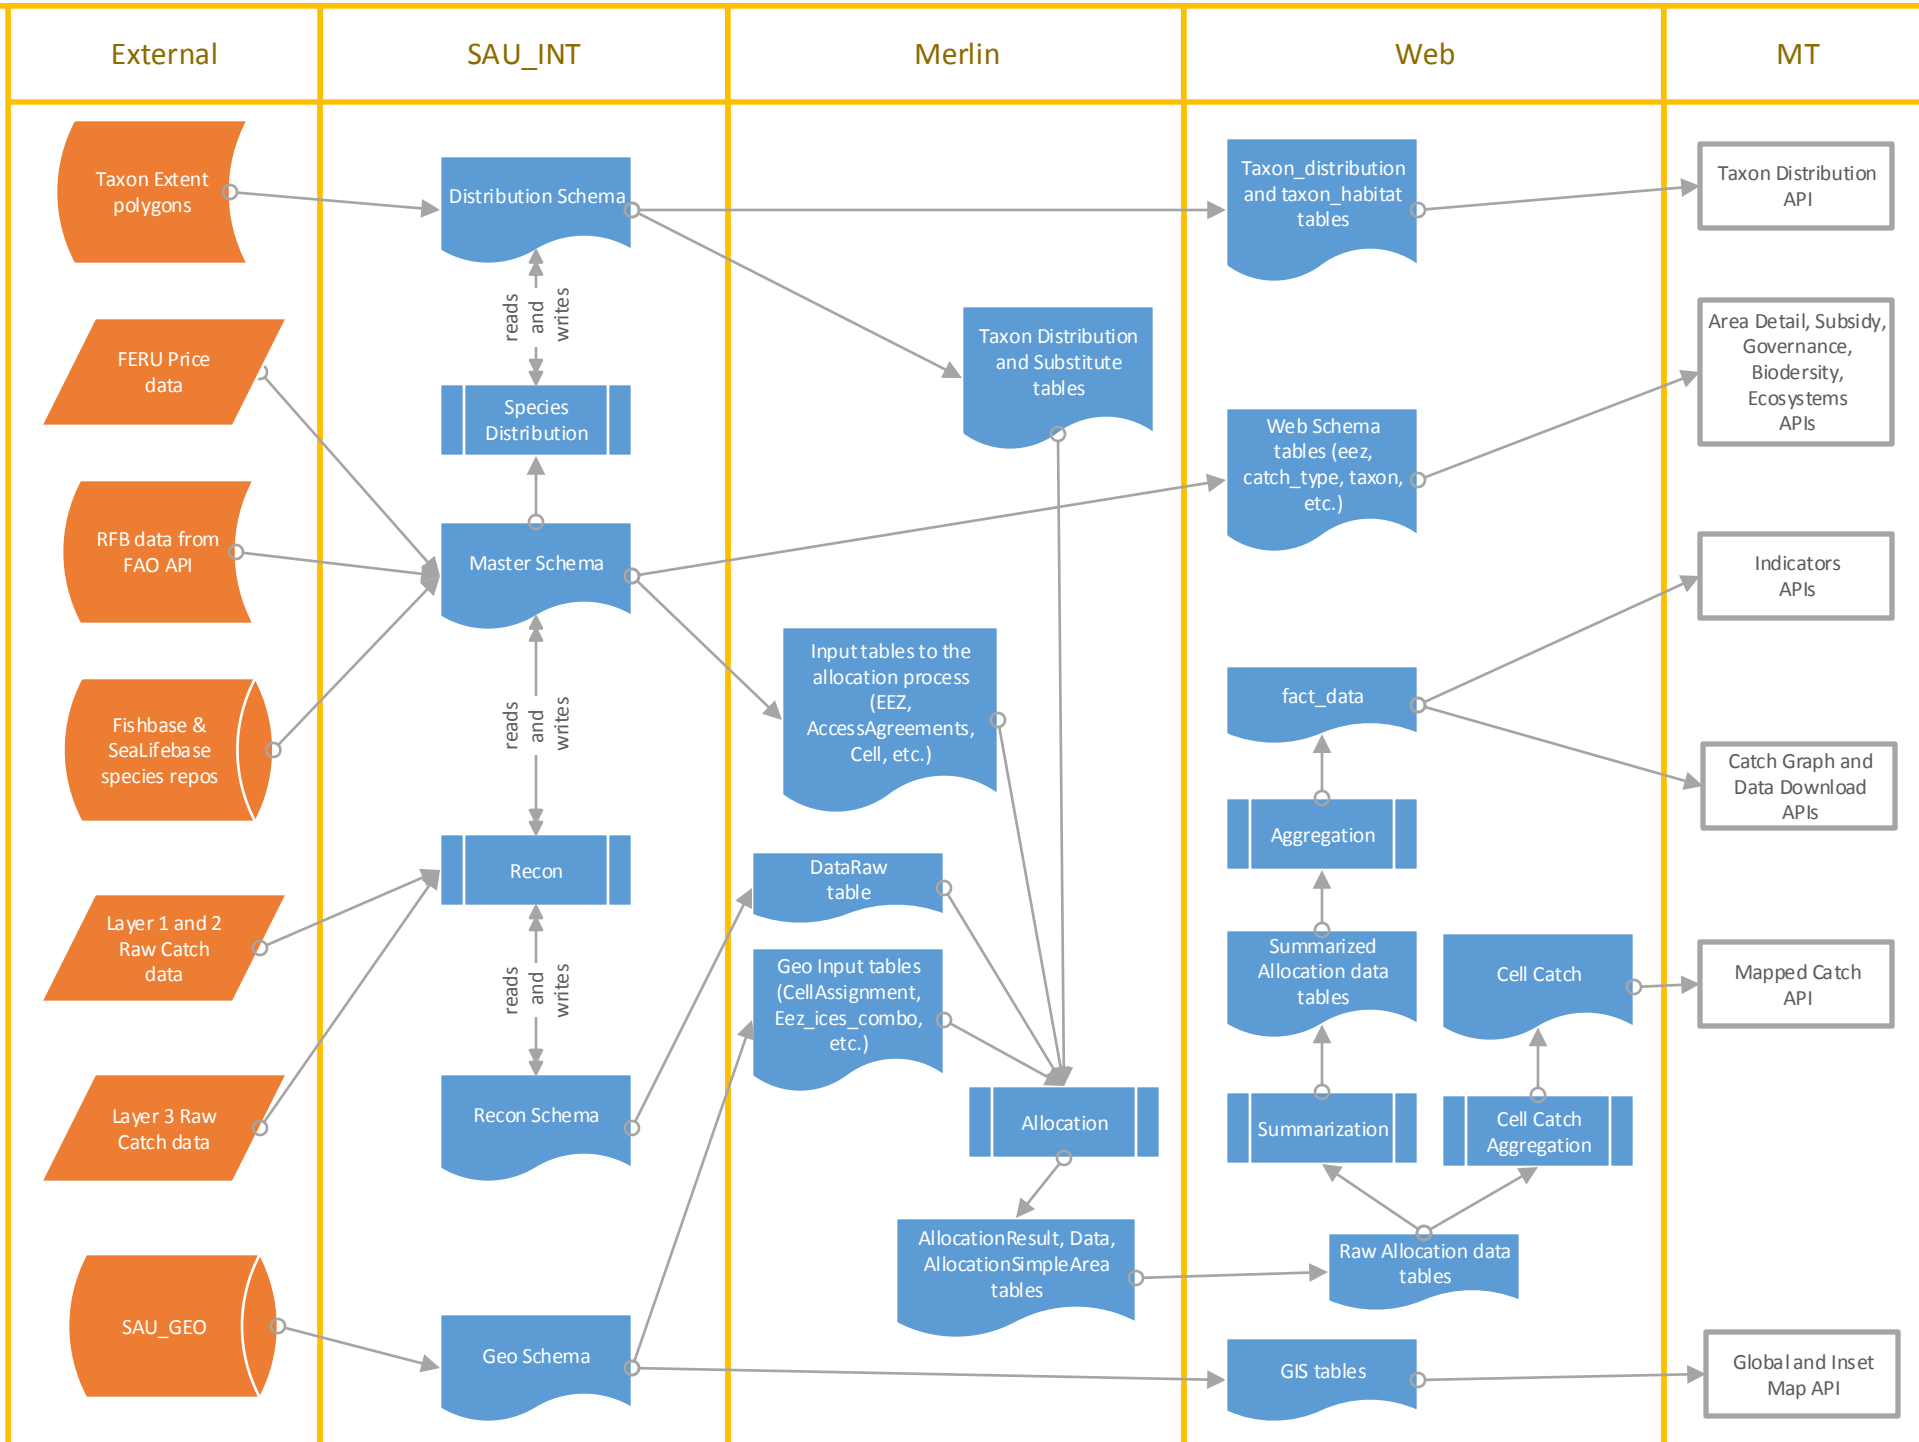 External
SAU_INT
Merlin
Web
MT
Taxon Extent
polygons
FERU Price
data
RFB data from
FAO API
Fishbase &
SeaLifebase
species repos
Layer 1 and 2
Raw Catch
data
Layer 3 Raw
Catch data
SAU_GEO
Distribution Schema
reads
and
writes
Species
Distribution
Master Schema
reads
and
writes
Recon
reads
and
writes
Recon Schema
Geo Schema
Taxon Distribution
and Substitute
tables
Input tables to the
allocation process
(EEZ,
AccessAgreements,
Cell, etc.)
DataRaw
table
Geo Input tables
(CellAssignment,
Eez_ices_combo,
etc.)
Allocation
AllocationResult, Data,
AllocationSimpleArea
tables
Taxon_distribution
and taxon_habitat
tables
Web Schema
tables (eez,
catch_type, taxon,
etc.)
fact_data
Aggregation
Summarized
Allocation data
tables
Cell Catch
Summarization
Cell Catch
Aggregation
Raw Allocation data
tables
GIS tables
Taxon Distribution
API
Area Detail, Subsidy,
Governance,
Biodersity,
Ecosystems
APIs
Indicators
APIs
Catch Graph and
Data Download
APIs
Mapped Catch
API
Global and Inset
Map API